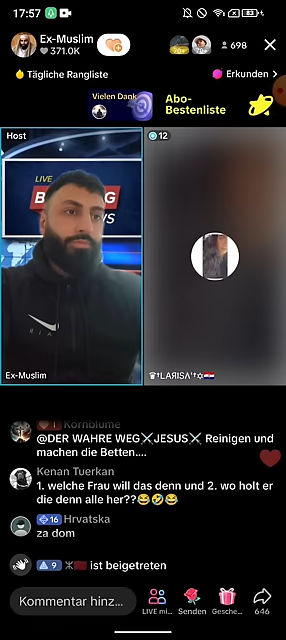 17:57
83
Ex-Muslim
371.0K
698
Tägliche Rangliste
Erkunden >
Vielen Dank
Abo-
Bestenliste
Host
12
LIVE
Ex-Muslim
LARISA
Kornblume
@DER WAHRE WEG⚔JESUS⚔ Reinigen und
machen die Betten....
Kenan Tuerkan
1. welche Frau will das denn und 2. wo holt er
die denn alle her??😂🤣😂
16 Hrvatska
za dom
9 ist beigetreten
Kommentar hinz...
LIVE mi...
Senden
Gesche...
646